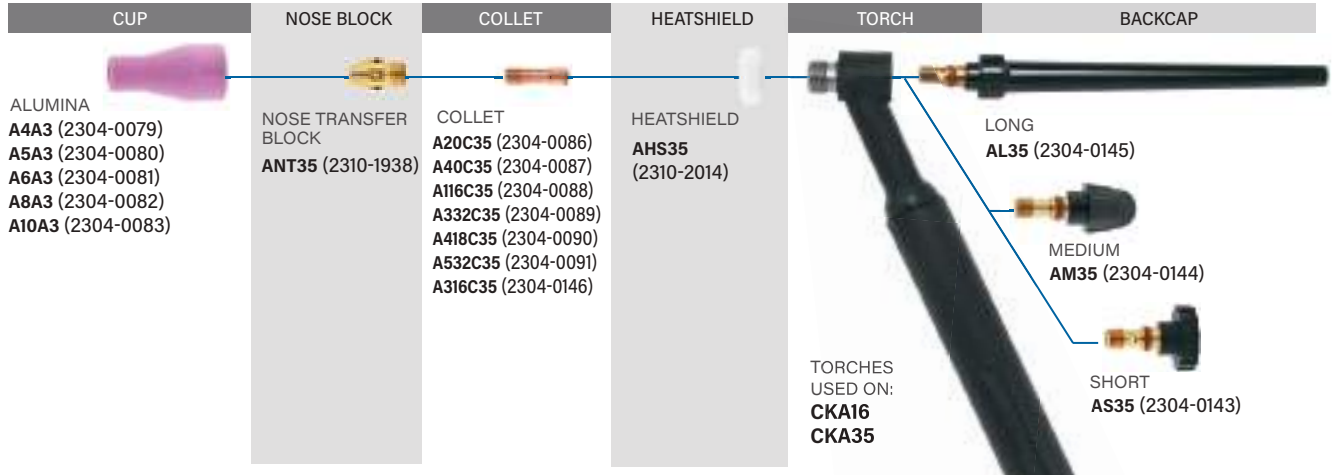 CUP
NOSE BLOCK
COLLET
HEATSHIELD
TORCH
BACKCAP
ALUMINA
A4A3 (2304-0079)
A5A3 (2304-0080)
A6A3 (2304-0081)
A8A3 (2304-0082)
A10A3 (2304-0083)
NOSE TRANSFER
BLOCK
ANT35 (2310-1938)
COLLET
A20C35 (2304-0086)
A40C35 (2304-0087)
A116C35 (2304-0088)
A332C35 (2304-0089)
A418C35 (2304-0090)
A532C35 (2304-0091)
A316C35 (2304-0146)
HEATSHIELD
AHS35
(2310-2014)
TORCHES
USED ON:
CKA16
CKA35
LONG
AL35 (2304-0145)
MEDIUM
AM35 (2304-0144)
SHORT
AS35 (2304-0143)